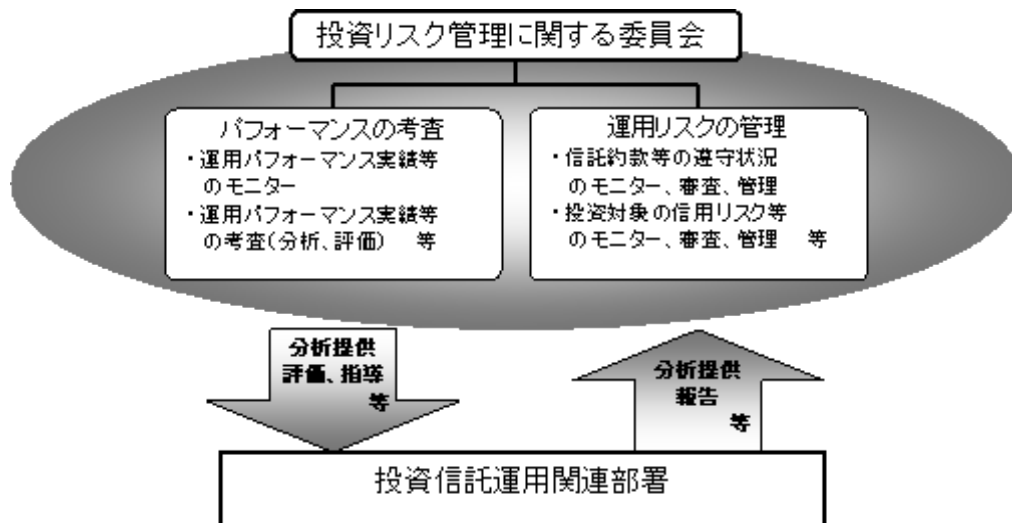 投資リスク管理に関する委員会
パフォーマンスの考査
・運用パフォーマンス実績等
のモニター
・運用パフォーマンス実績等
の考査(分析、評価) 等
運用リスクの管理
・信託約款等の遵守状況
のモニター、審査、管理
・投資対象の信用リスク等
のモニター、審査、管理 等
分析提供
評価、指導
等
分析提供
報告
等
投資信託運用関連部署